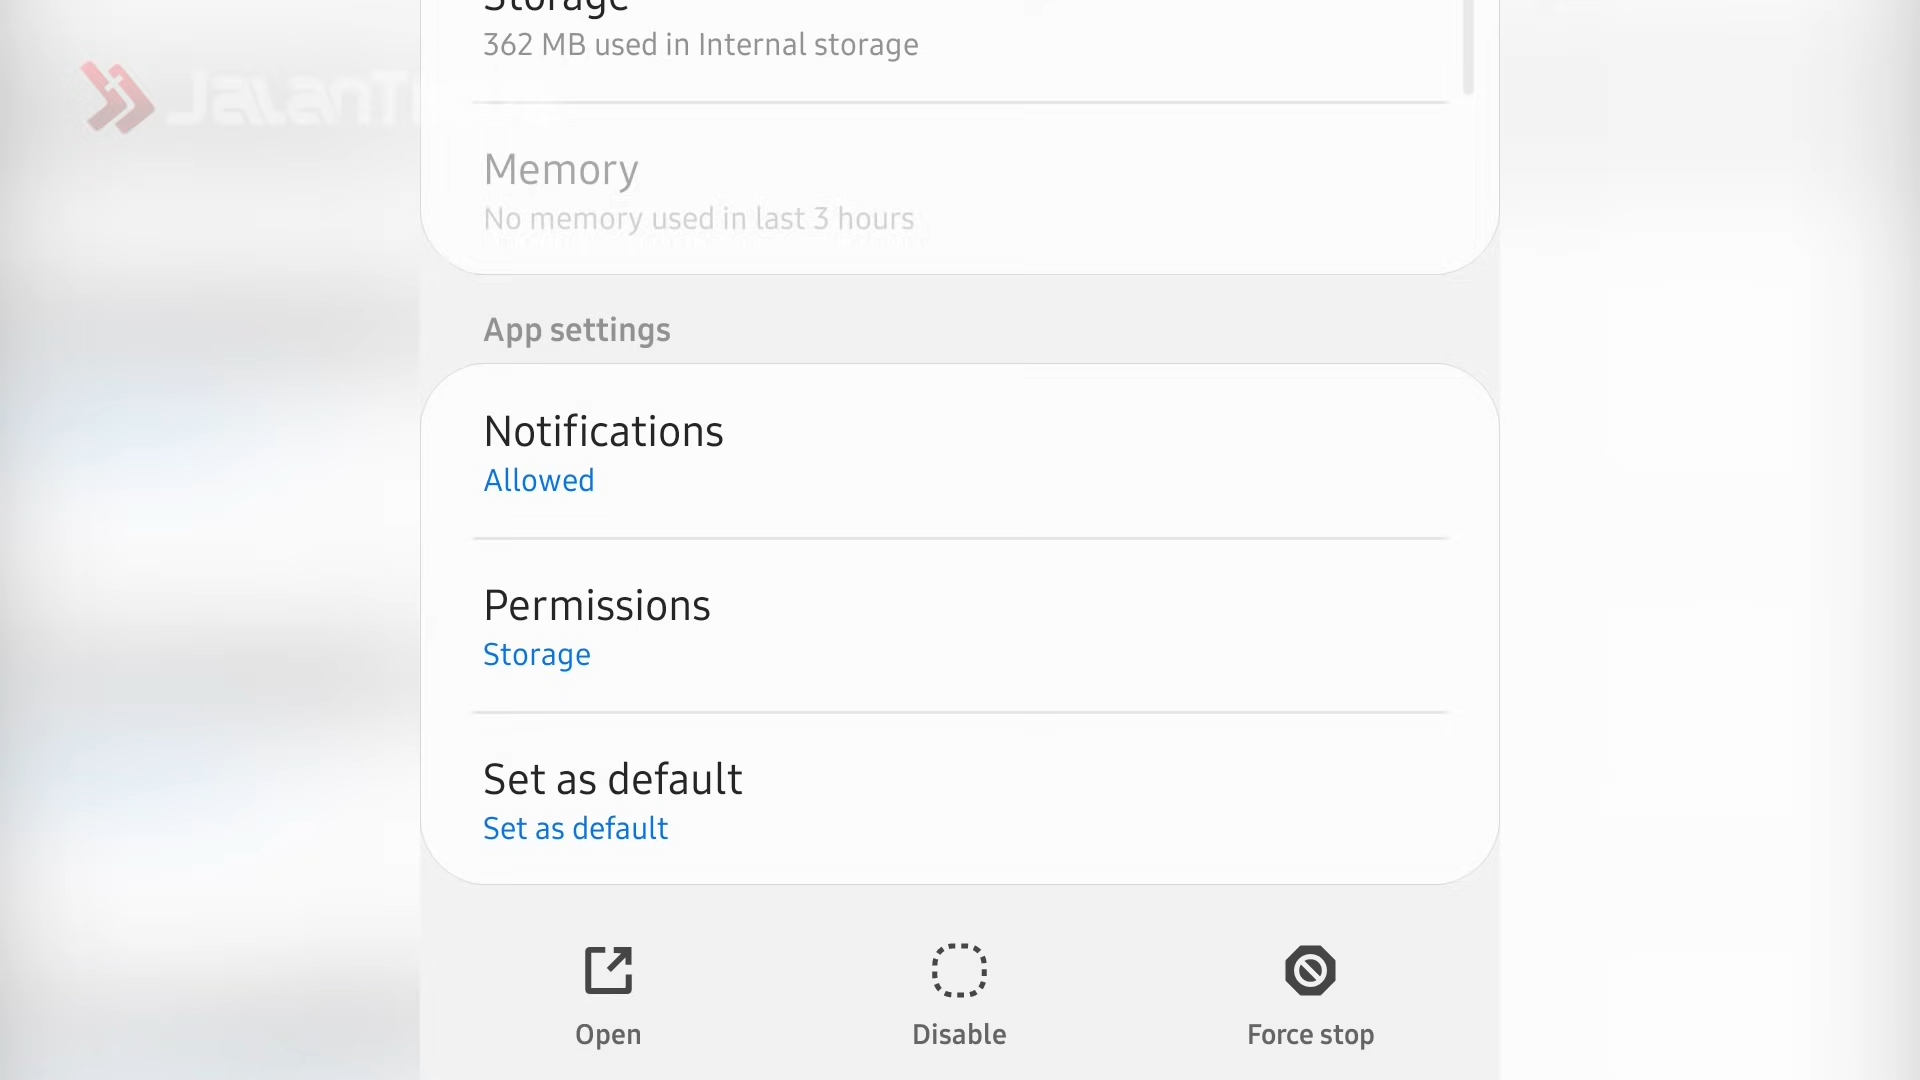 Storage
362 MB used in Internal storage
Memory
No memory used in last 3 hours
App settings
Notifications
Allowed
Permissions
Storage
Set as default
Set as default
Open
Disable
Force stop